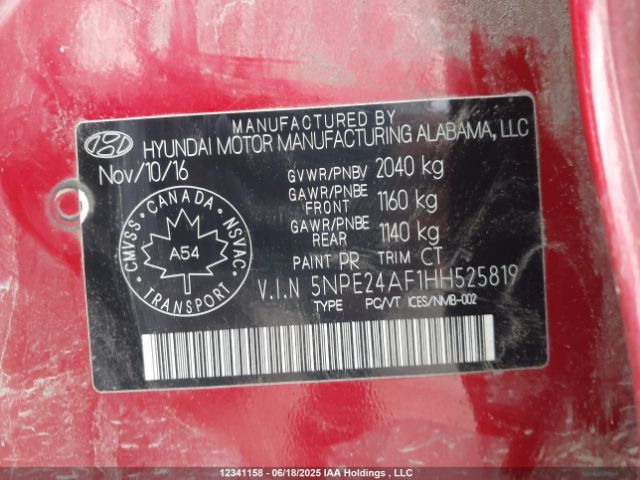 MANUFACTURED BY
HYUNDAI MOTOR MANUFACTURING ALABAMA, LLC
Nov/10/16
GVWR/PNBV 2040 kg
GAWR/PNBE FRONT 1160 kg
GAWR/PNBE REAR 1140 kg
PAINT PR TRIM CT
CMVSS · CANADA · NSVAC · TRANSPORT ·
A54
V.I.N 5NPE24AF1HH525819
TYPE PC/VT ICES/NMB-002
12341158 - 06/18/2025 IAA Holdings , LLC